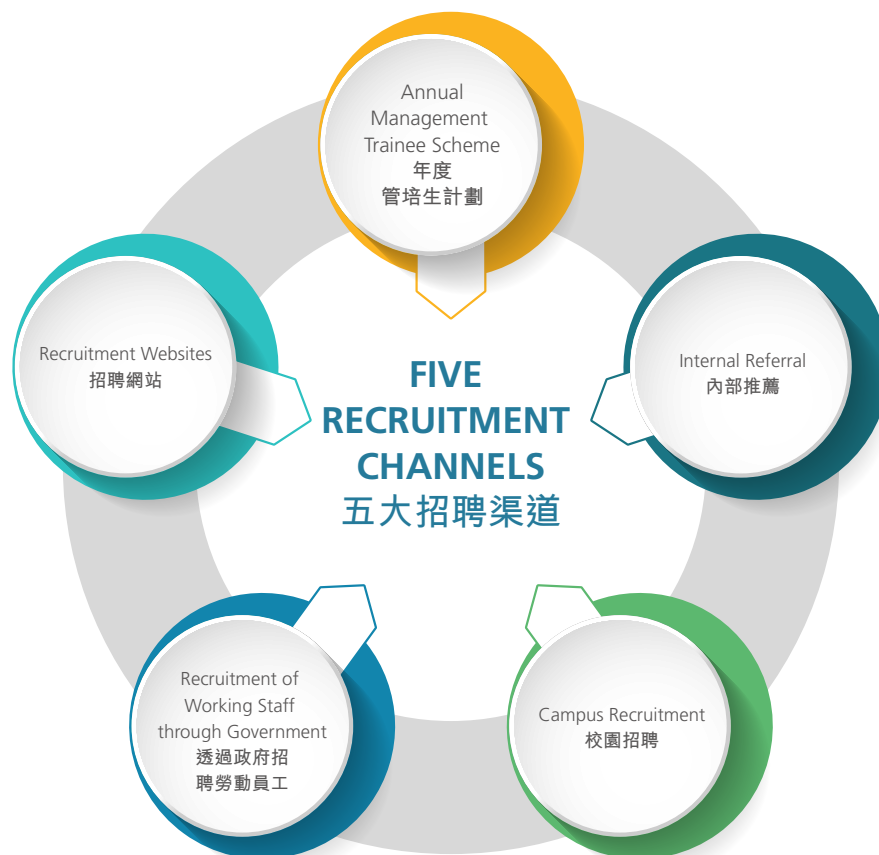 Annual
Management
Trainee Scheme
年度
管培生計劃
Recruitment Websites
招聘網站
FIVE
RECRUITMENT
CHANNELS
五大招聘渠道
Internal Referral
內部推薦
Recruitment of
Working Staff
through Government
透過政府招
聘勞動員工
Campus Recruitment
校園招聘